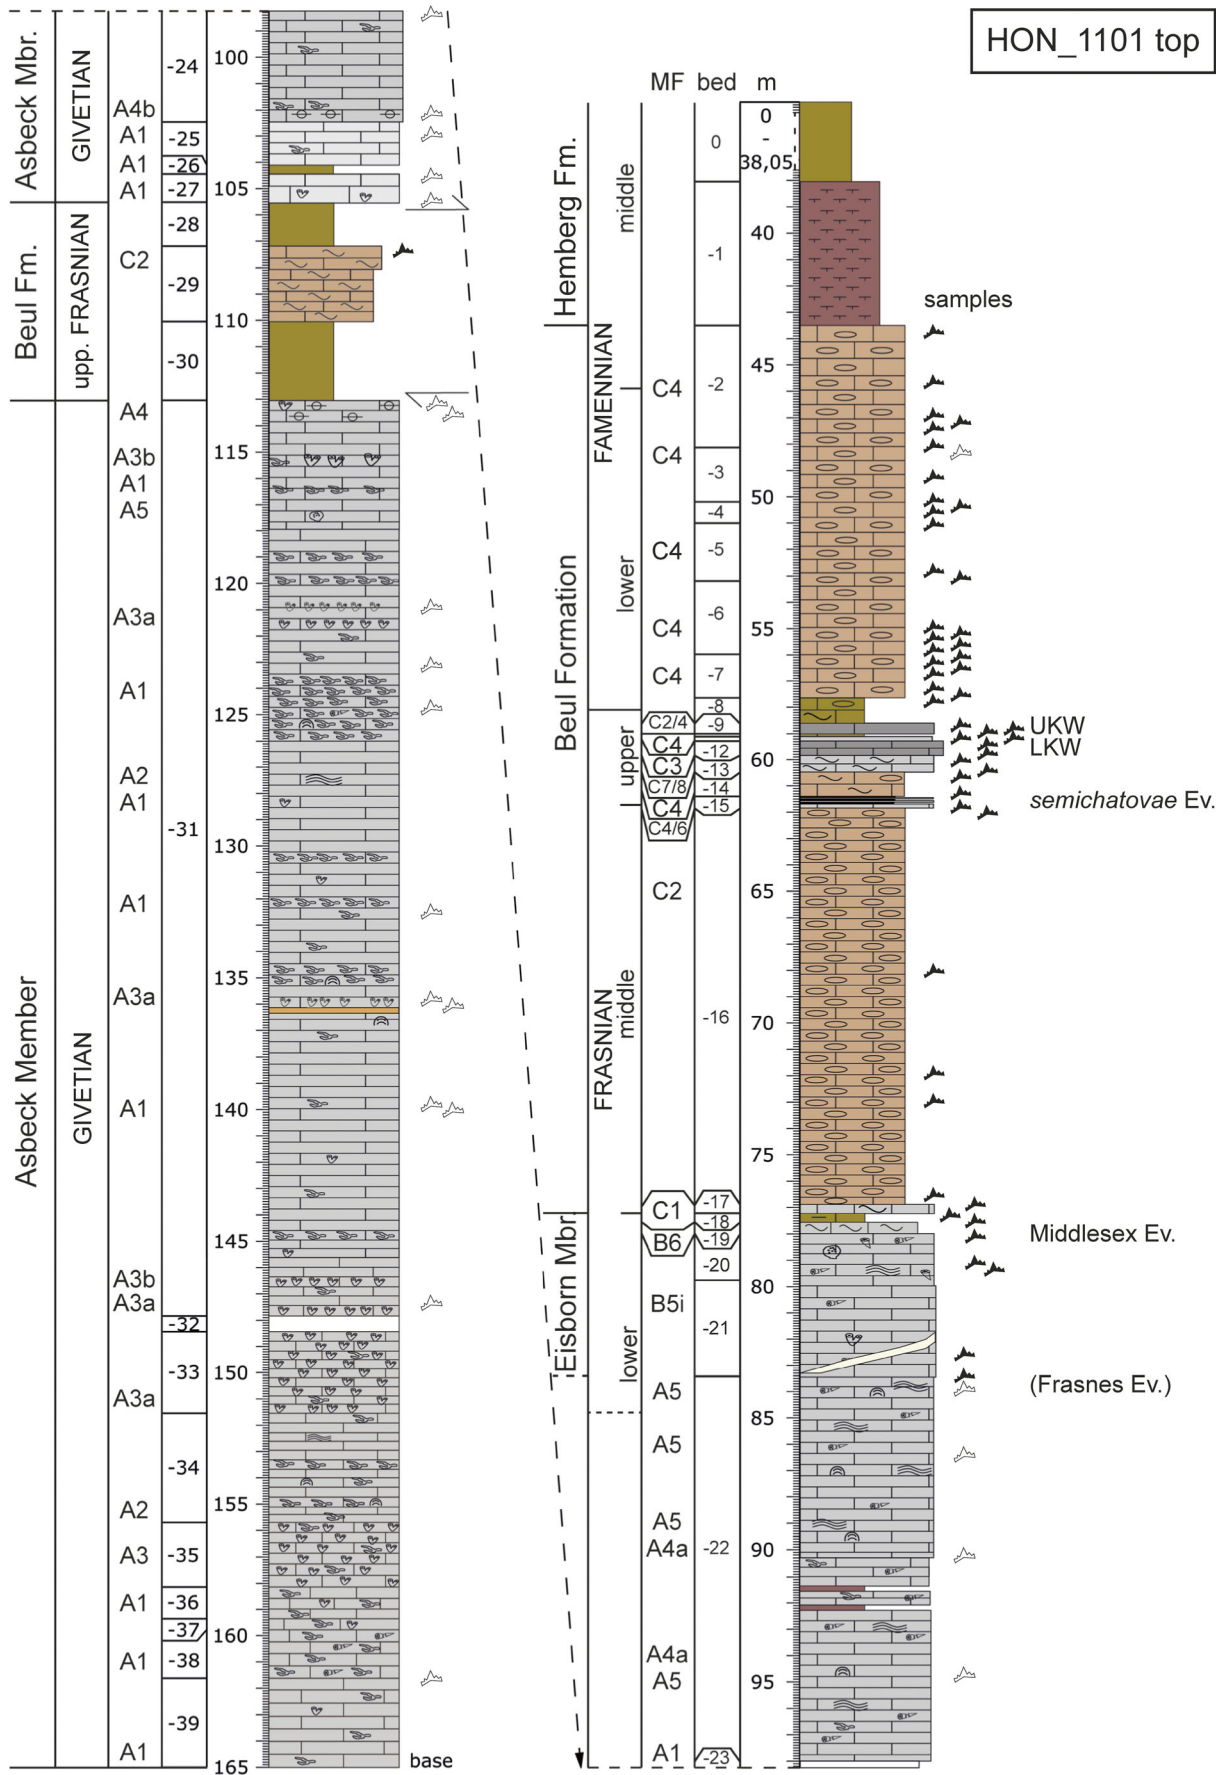 HON_1101 top
Asbeck Mbr.
GIVETIAN
Beul Fm.
upp. FRASNIAN
Asbeck Member
GIVETIAN
A4b
A1
A1
A1
C2
A4
A3b
A1
A5
A3a
A1
A2
A1
A1
A3a
A1
A3b
A3a
A3a
A2
A3
A1
A1
A1
-24
-25
-26
-27
-28
-29
-30
-31
-32
-33
-34
-35
-36
-37
-38
-39
100
105
110
115
120
125
130
135
140
145
150
155
160
165
base
MF bed m
Hemberg Fm.
Beul Formation
Eisborn Mbr.
FAMENNIAN
FRASNIAN
middle
lower
upper
middle
lower
C4
C4
C4
C4
C4
C2/4
C4
C3
C7/8
C4
C4/6
C2
C1
B6
B5i
A5
A5
A5
A4a
A4a
A5
A1
0
-1
-2
-3
-4
-5
-6
-7
-8
-9
-12
-13
-14
-15
-16
-17
-18
-19
-20
-21
-22
-23
0
-
38,05
40
45
50
55
60
65
70
75
80
85
90
95
samples
UKW
LKW
semichatovae Ev.
Middlesex Ev.
(Frasnes Ev.)